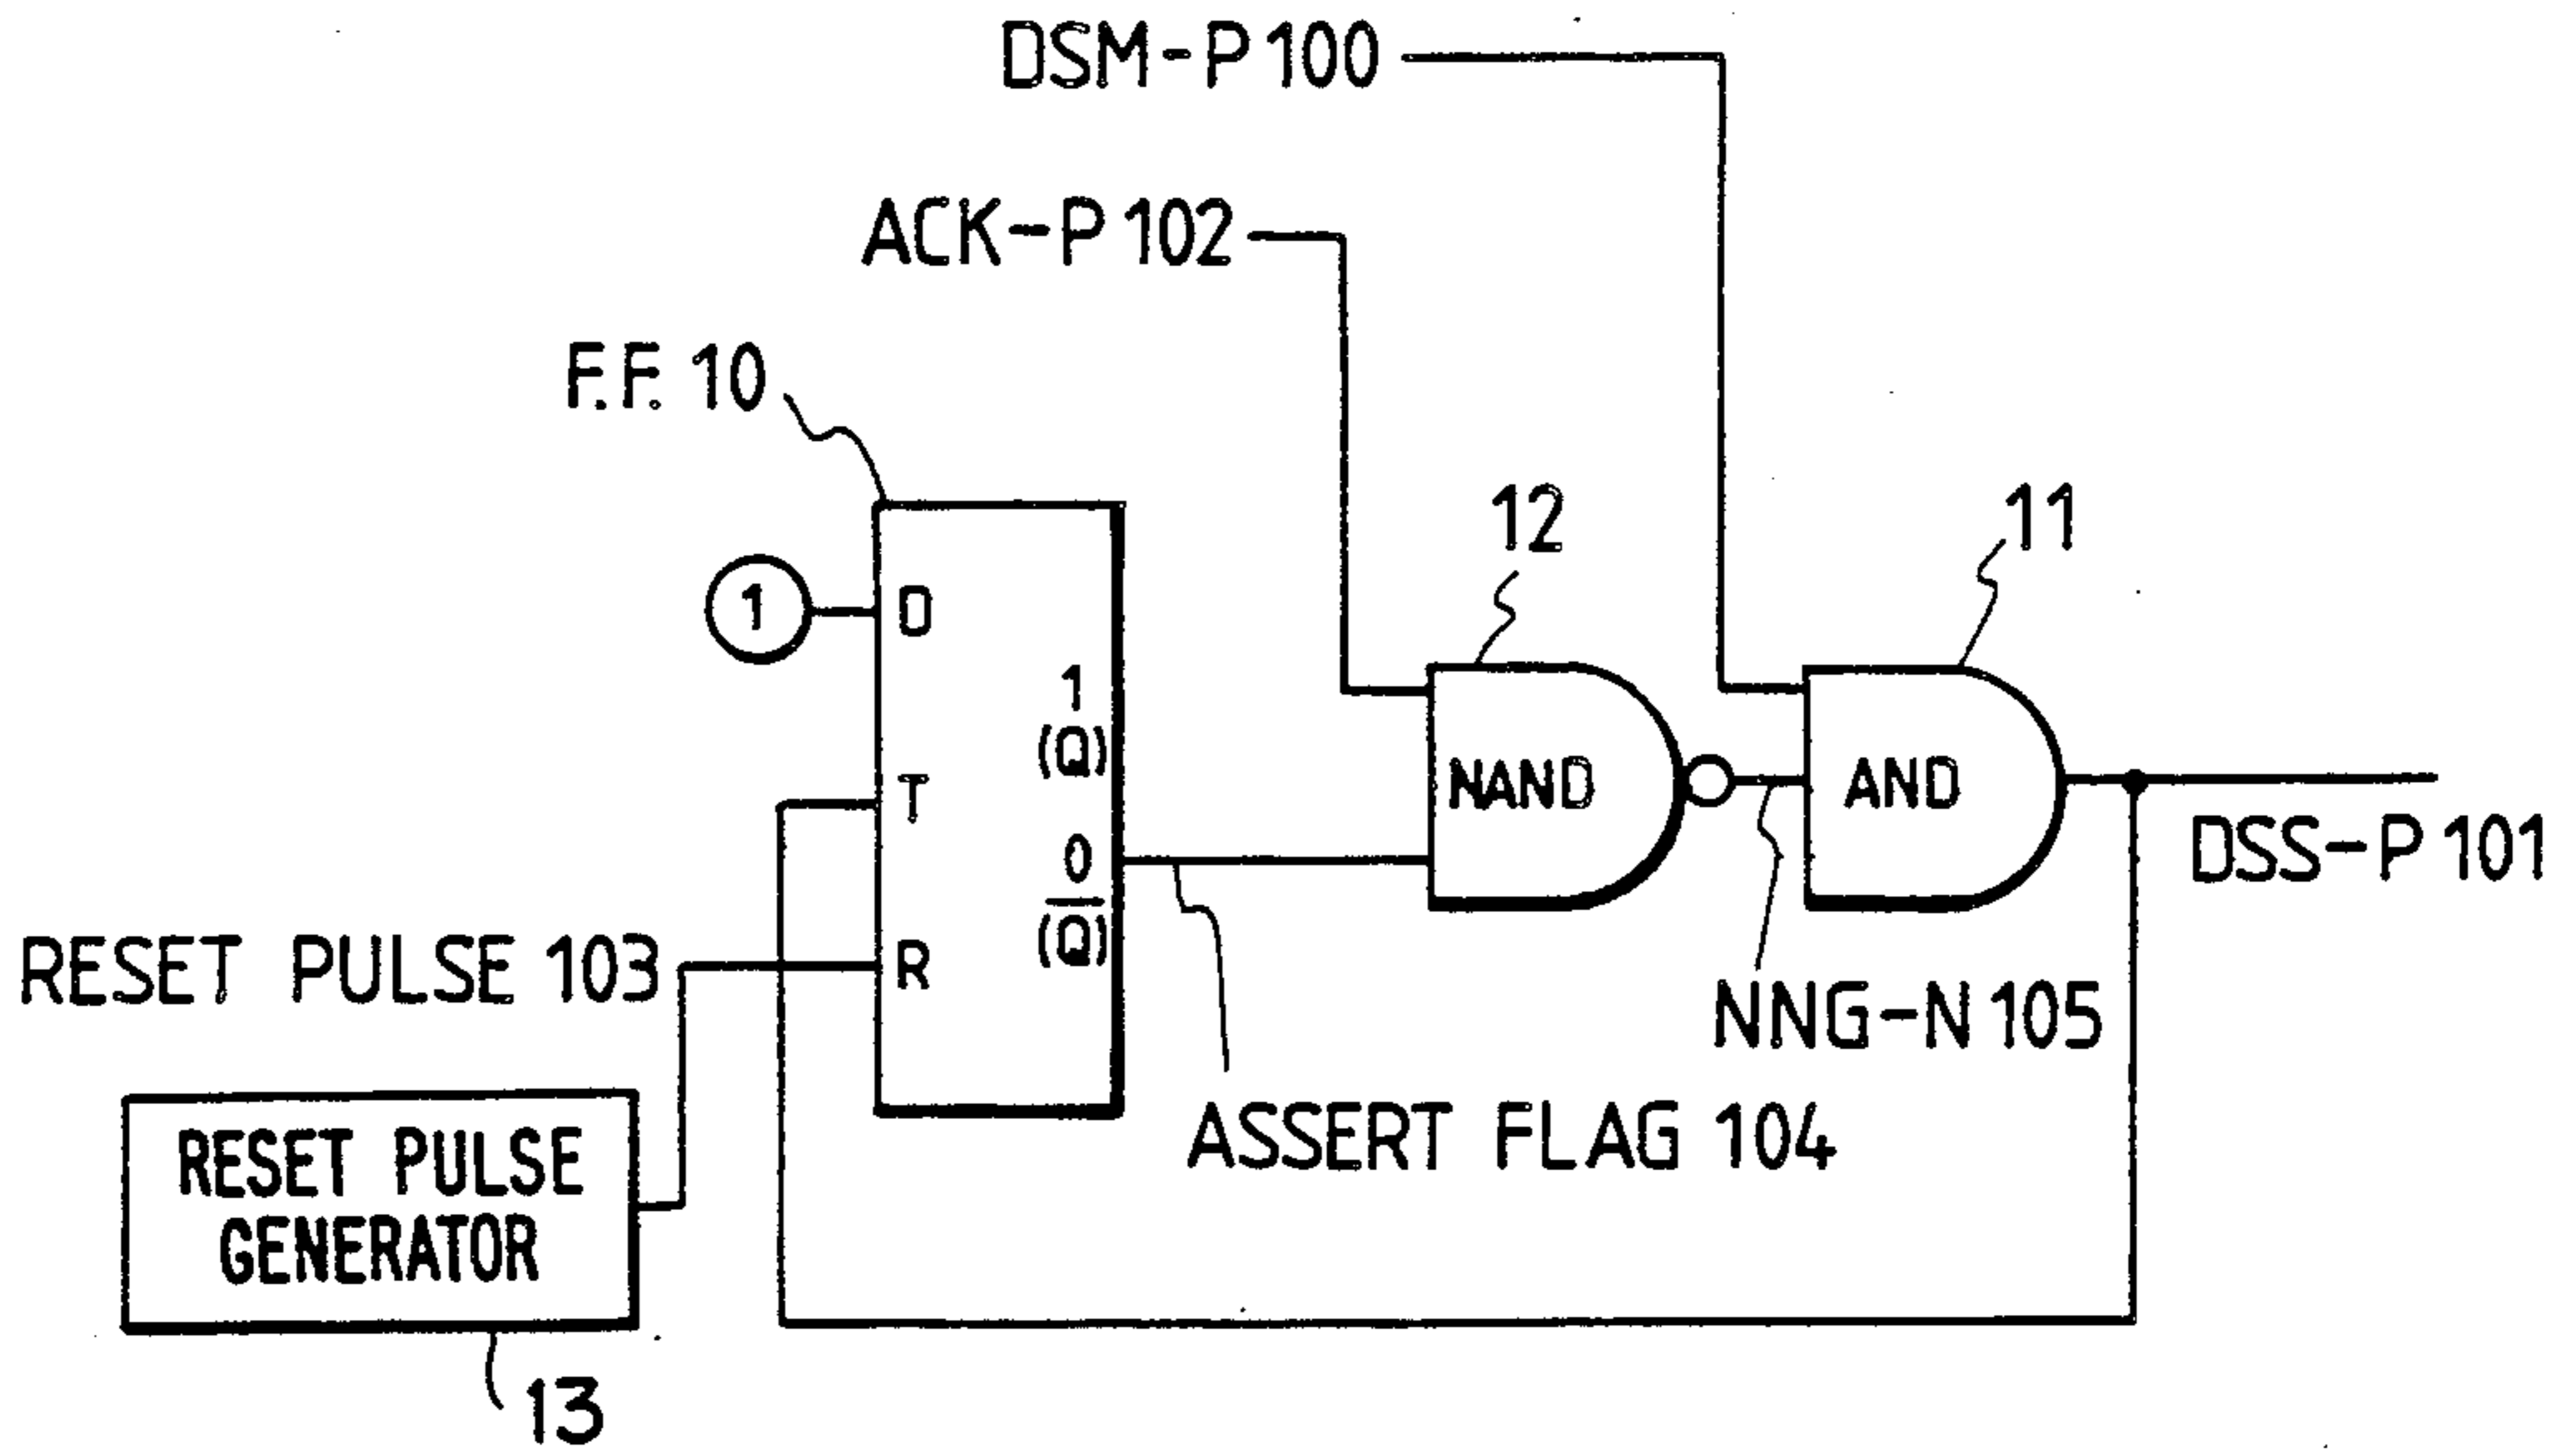 DSM-P 100
ACK-P 102
F.F. 10
12
11
1
D
1
(Q)
T
NAND
AND
0
(Q̅)
DSS-P 101
R
RESET PULSE 103
NNG-N 105
ASSERT FLAG 104
RESET PULSE
GENERATOR
13